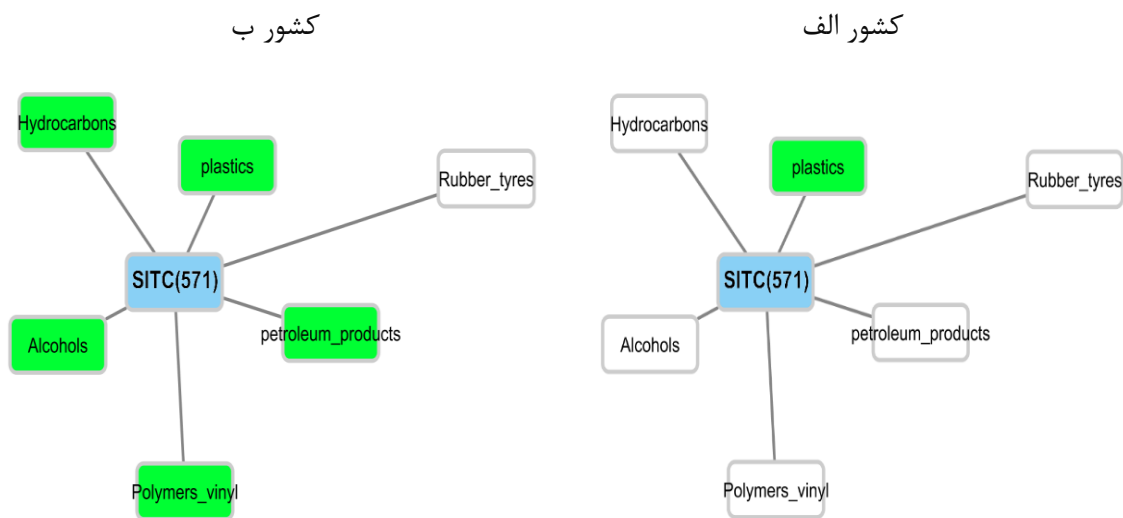 کشور الف
Hydrocarbons
plastics
Rubber_tyres
SITC(571)
Alcohols
petroleum_products
Polymers_vinyl
کشور ب
Hydrocarbons
plastics
Rubber_tyres
SITC(571)
Alcohols
petroleum_products
Polymers_vinyl